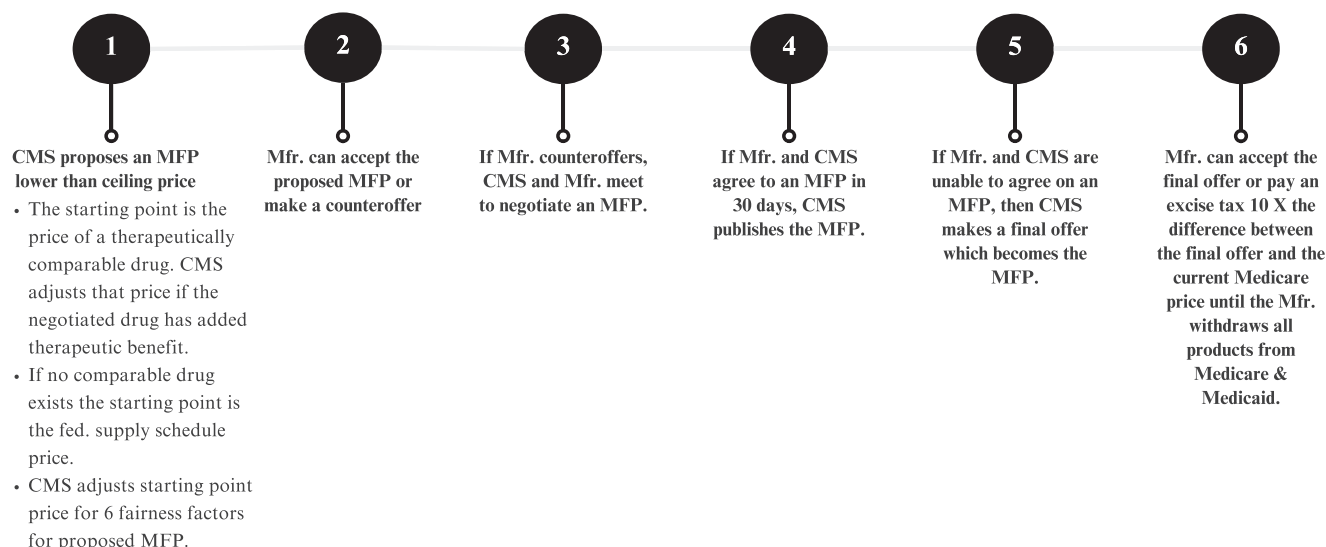 1
CMS proposes an MFP
lower than ceiling price
• The starting point is the
price of a therapeutically
comparable drug. CMS
adjusts that price if the
negotiated drug has added
therapeutic benefit.
• If no comparable drug
exists the starting point is
the fed. supply schedule
price.
• CMS adjusts starting point
price for 6 fairness factors
for proposed MFP.
2
Mfr. can accept the
proposed MFP or
make a counteroffer
3
If Mfr. counteroffers,
CMS and Mfr. meet
to negotiate an MFP.
4
If Mfr. and CMS
agree to an MFP in
30 days, CMS
publishes the MFP.
5
If Mfr. and CMS are
unable to agree on an
MFP, then CMS
makes a final offer
which becomes the
MFP.
6
Mfr. can accept the
final offer or pay an
excise tax 10 X the
difference between
the final offer and the
current Medicare
price until the Mfr.
withdraws all
products from
Medicare &
Medicaid.